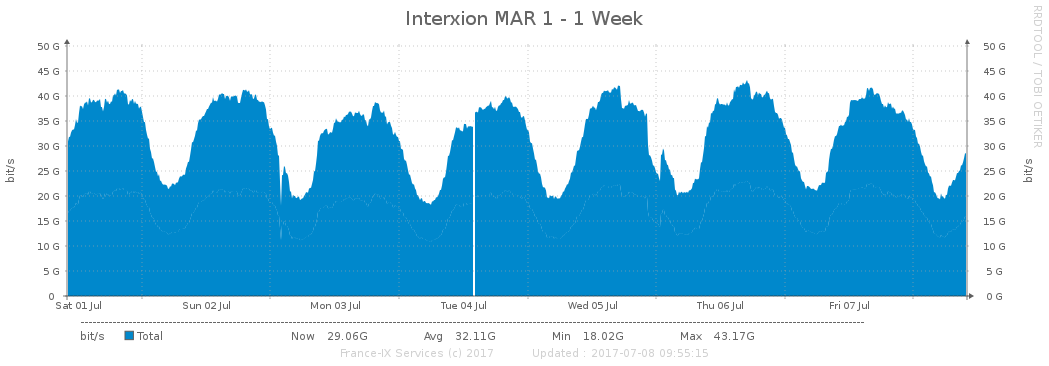 Interxion MAR 1 - 1 Week
RRDTOOL / TOBI OETIKER
50 G 50 G
45 G 45 G
40 G 40 G
35 G 35 G
30 G 30 G
25 G 25 G
20 G 20 G
15 G 15 G
10 G 10 G
5 G 5 G
0 0 G
bit/s bit/s
Sat 01 Jul Sun 02 Jul Mon 03 Jul Tue 04 Jul Wed 05 Jul Thu 06 Jul Fri 07 Jul
bit/s Total Now 29.06G Avg 32.11G Min 18.02G Max 43.17G
France-IX Services (c) 2017 Updated : 2017-07-08 09:55:15